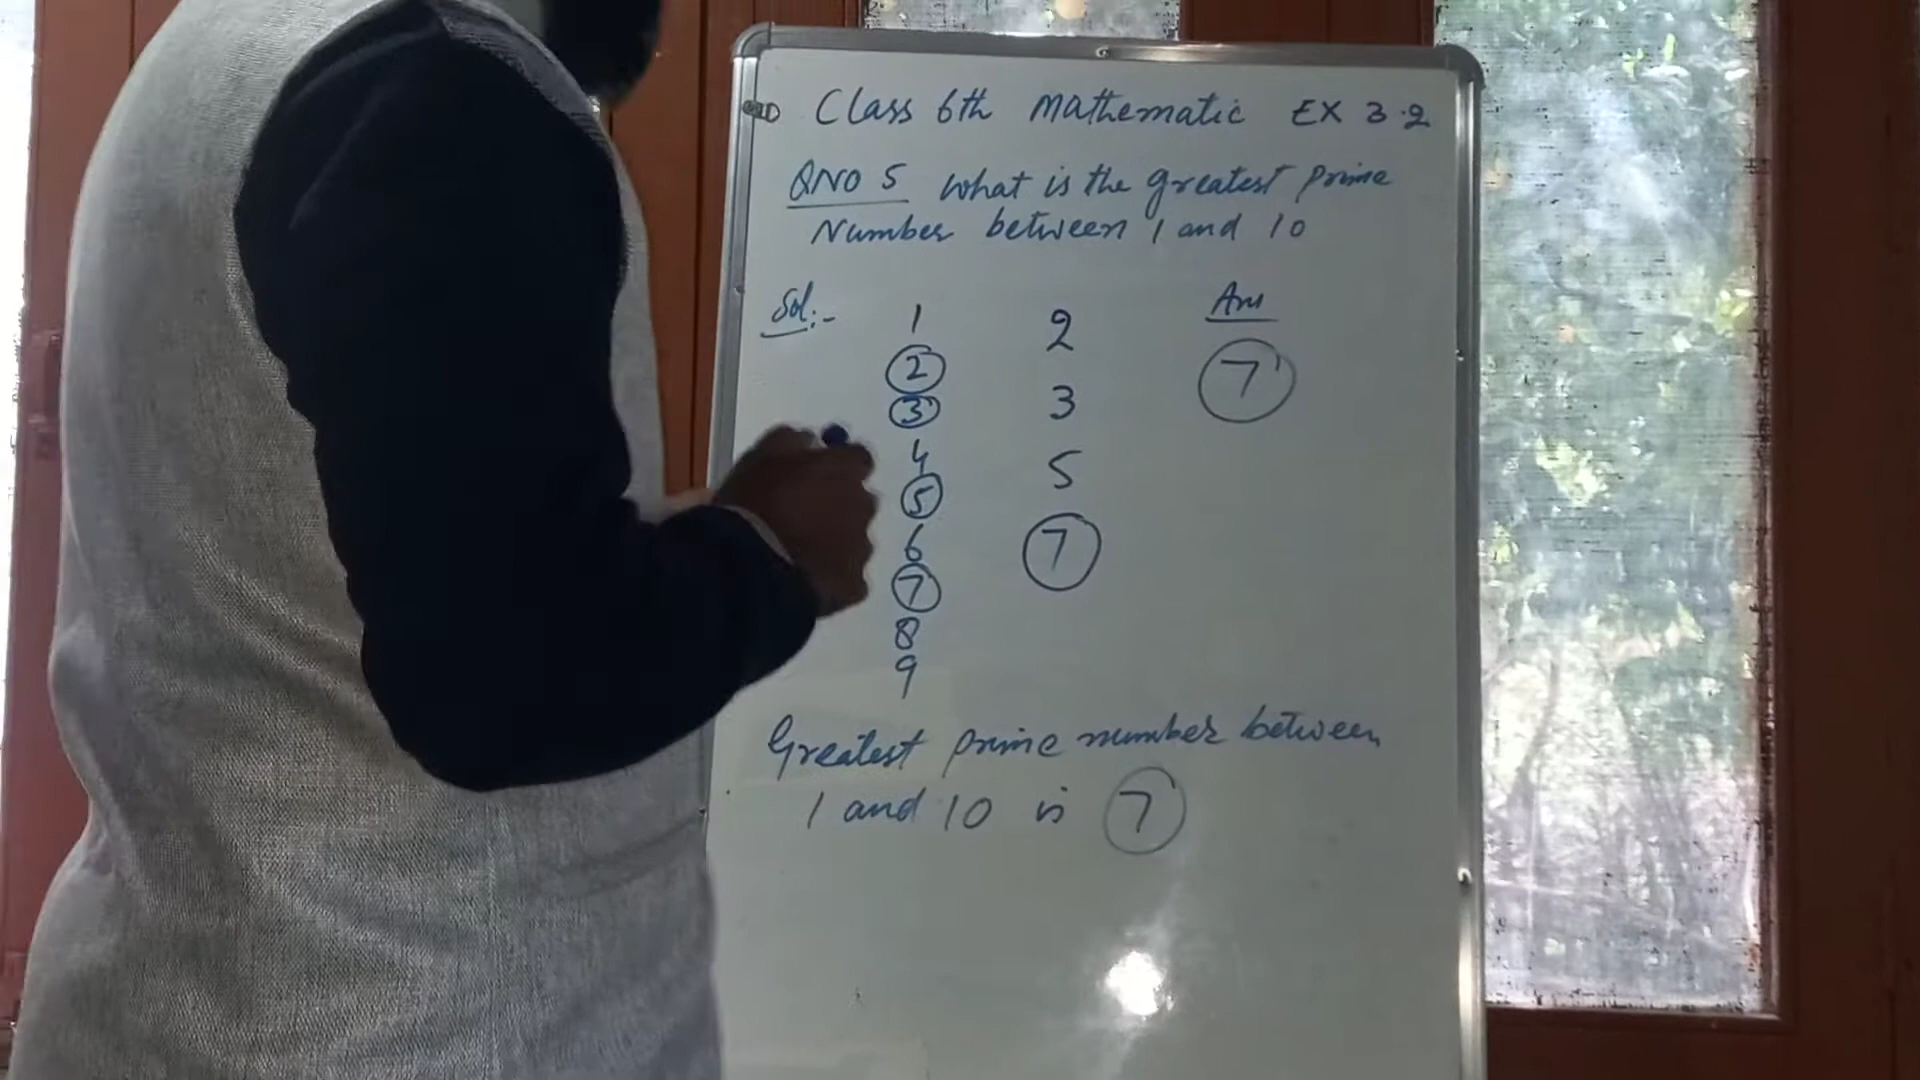 Class 6th Mathematic EX 3.2
QNO 5 What is the greatest prime
Number between 1 and 10
Sol:-
1
2
3
4
5
6
7
8
9
2
3
5
7
Ans
7
Greatest prime number between
1 and 10 is 7